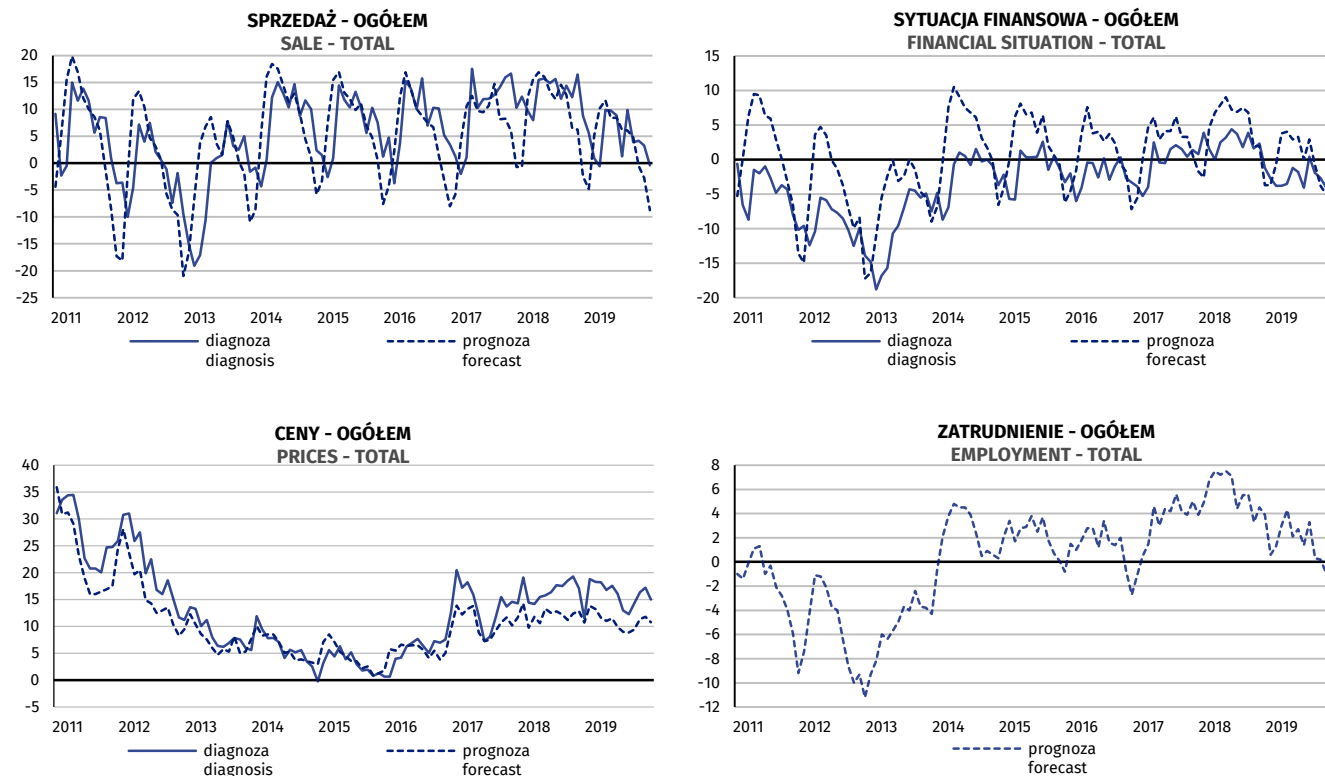 SPRZEDAŻ - OGÓŁEM
SALE - TOTAL
20
15
10
5
0
-5
-10
-15
-20
-25
2011 2012 2013 2014 2015 2016 2017 2018 2019
diagnoza prognoza
diagnosis forecast
SYTUACJA FINANSOWA - OGÓŁEM
FINANCIAL SITUATION - TOTAL
15
10
5
0
-5
-10
-15
-20
2011 2012 2013 2014 2015 2016 2017 2018 2019
diagnoza prognoza
diagnosis forecast
CENY - OGÓŁEM
PRICES - TOTAL
40
35
30
25
20
15
10
5
0
-5
2011 2012 2013 2014 2015 2016 2017 2018 2019
diagnoza prognoza
diagnosis forecast
ZATRUDNIENIE - OGÓŁEM
EMPLOYMENT - TOTAL
8
6
4
2
0
-2
-4
-6
-8
-10
-12
2011 2012 2013 2014 2015 2016 2017 2018 2019
prognoza
forecast